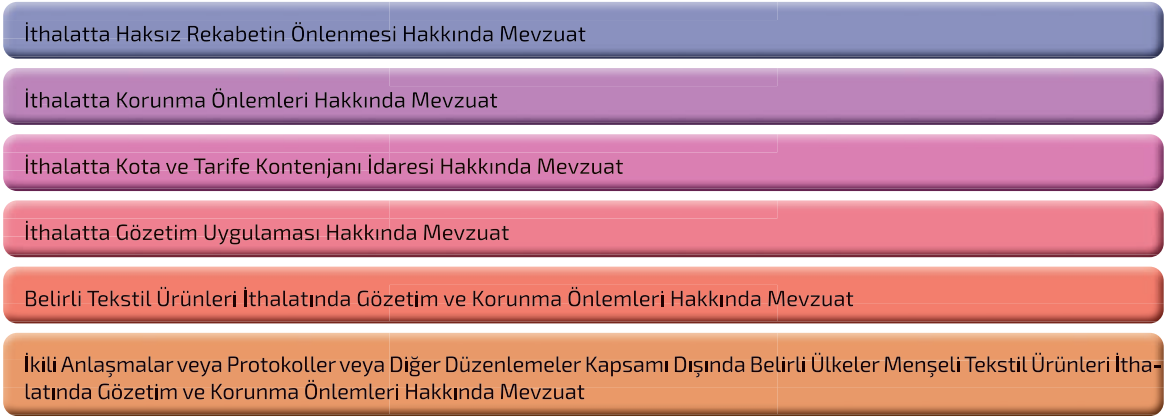 İthalatta Haksız Rekabetin Önlenmesi Hakkında Mevzuat
İthalatta Korunma Önlemleri Hakkında Mevzuat
İthalatta Kota ve Tarife Kontenjanı İdaresi Hakkında Mevzuat
İthalatta Gözetim Uygulaması Hakkında Mevzuat
Belirli Tekstil Ürünleri İthalatında Gözetim ve Korunma Önlemleri Hakkında Mevzuat
İkili Anlaşmalar veya Protokoller veya Diğer Düzenlemeler Kapsamı Dışında Belirli Ülkeler Menşeli Tekstil Ürünleri İtha-
latında Gözetim ve Korunma Önlemleri Hakkında Mevzuat